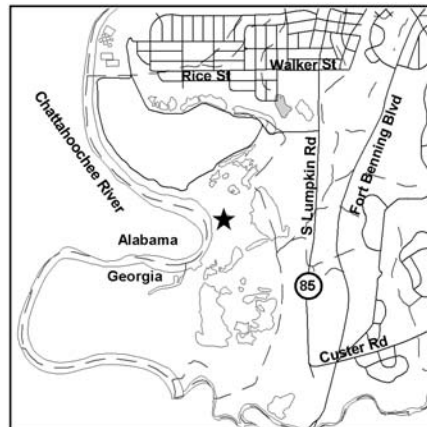 Walker St
Rice St
Chattahoochee River
S Lumpkin Rd
Fort Benning Blvd
Alabama
Georgia
85
Custer Rd